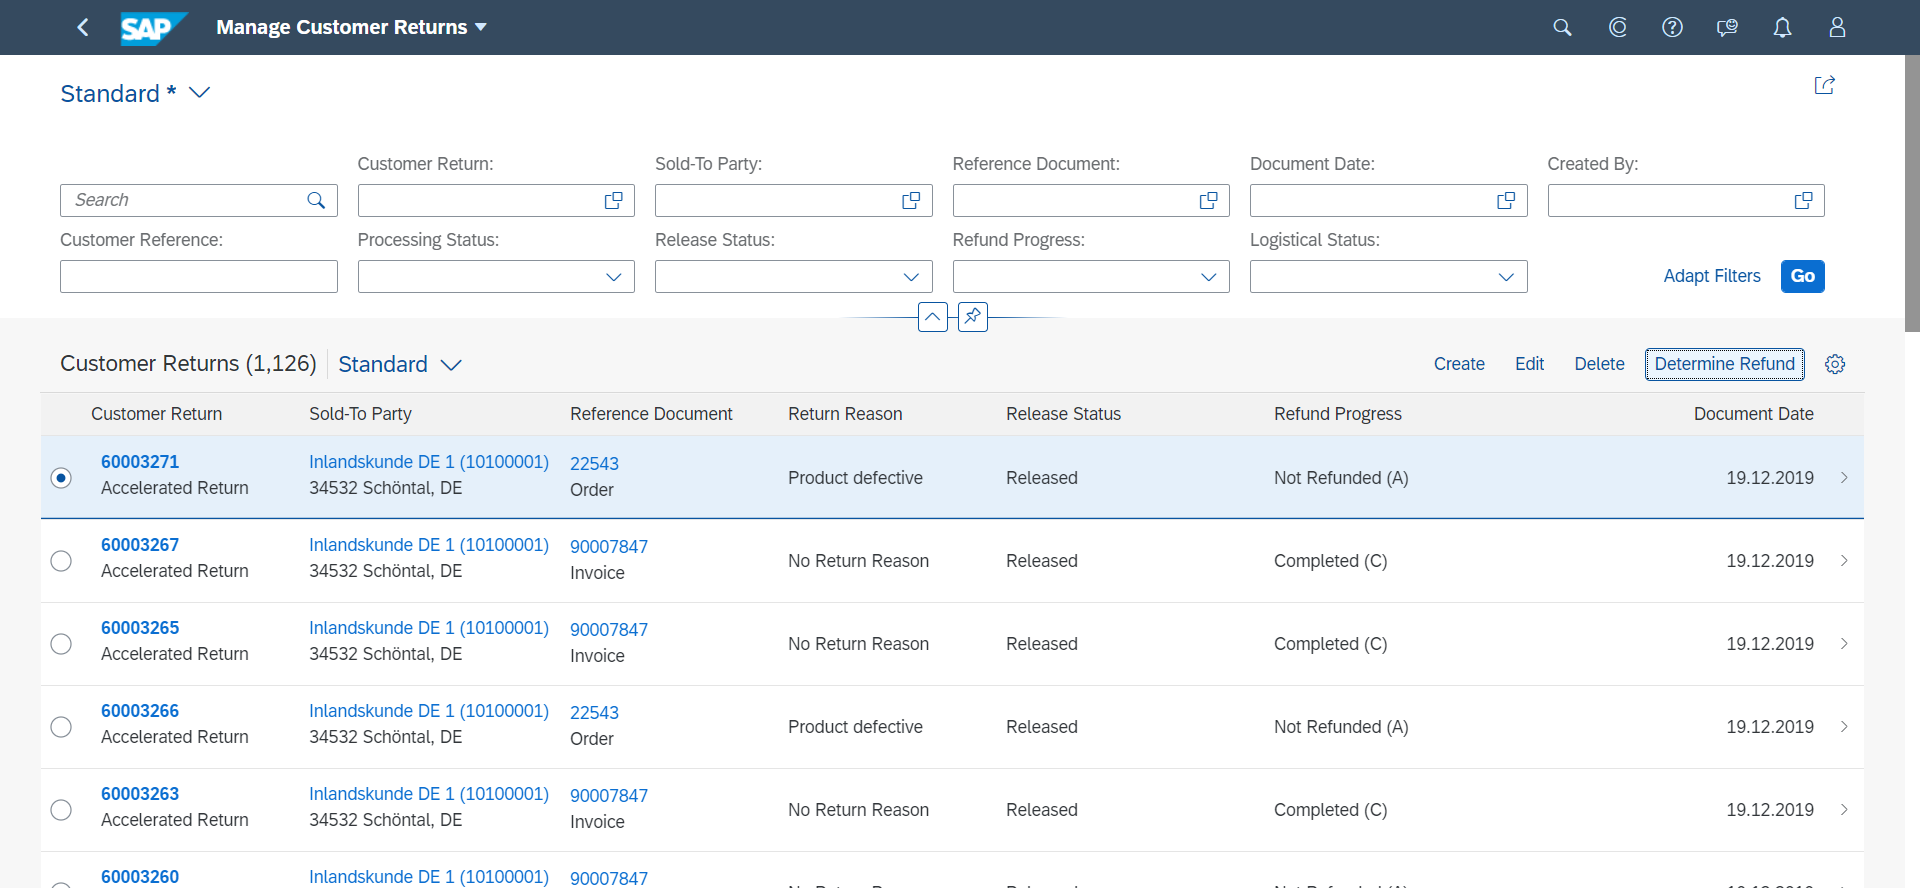 SAP Manage Customer Returns
Standard *
Customer Return: Sold-To Party: Reference Document: Document Date: Created By:
Search
Customer Reference: Processing Status: Release Status: Refund Progress: Logistical Status:
Adapt Filters Go
Customer Returns (1,126) Standard Create Edit Delete Determine Refund
Customer Return Sold-To Party Reference Document Return Reason Release Status Refund Progress Document Date
60003271 Inlandskunde DE 1 (10100001) 22543
Product defective Released Not Refunded (A) 19.12.2019
Accelerated Return 34532 Schöntal, DE Order
60003267 Inlandskunde DE 1 (10100001) 90007847
No Return Reason Released Completed (C) 19.12.2019
Accelerated Return 34532 Schöntal, DE Invoice
60003265 Inlandskunde DE 1 (10100001) 90007847
No Return Reason Released Completed (C) 19.12.2019
Accelerated Return 34532 Schöntal, DE Invoice
60003266 Inlandskunde DE 1 (10100001) 22543
Product defective Released Not Refunded (A) 19.12.2019
Accelerated Return 34532 Schöntal, DE Order
60003263 Inlandskunde DE 1 (10100001) 90007847
No Return Reason Released Completed (C) 19.12.2019
Accelerated Return 34532 Schöntal, DE Invoice
60003260 Inlandskunde DE 1 (10100001) 90007847